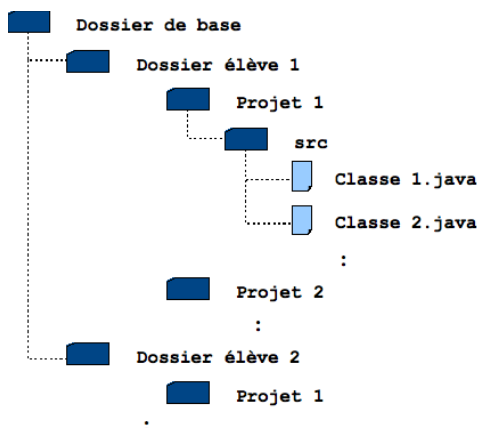 Dossier de base
Dossier élève 1
Projet 1
src
Classe 1.java
Classe 2.java
:
Projet 2
:
Dossier élève 2
Projet 1
.